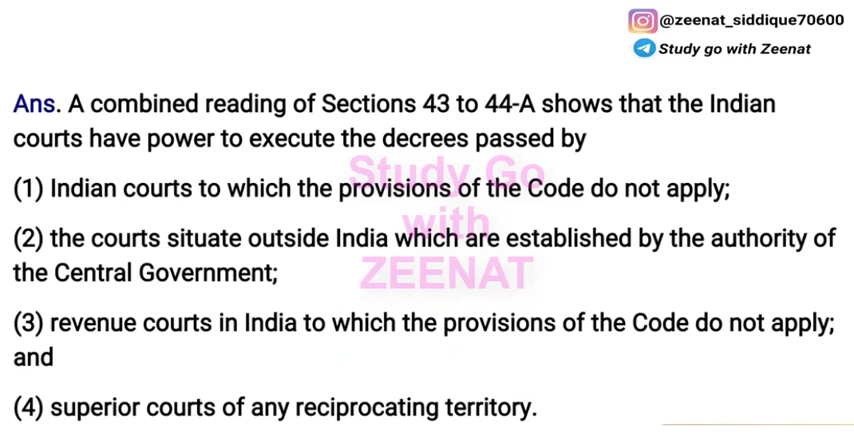 @zeenat_siddique70600
Study go with Zeenat
Ans. A combined reading of Sections 43 to 44-A shows that the Indian
courts have power to execute the decrees passed by
(1) Indian courts to which the provisions of the Code do not apply;
(2) the courts situate outside India which are established by the authority of
the Central Government;
(3) revenue courts in India to which the provisions of the Code do not apply;
and
(4) superior courts of any reciprocating territory.
Study Go
with
ZEENAT